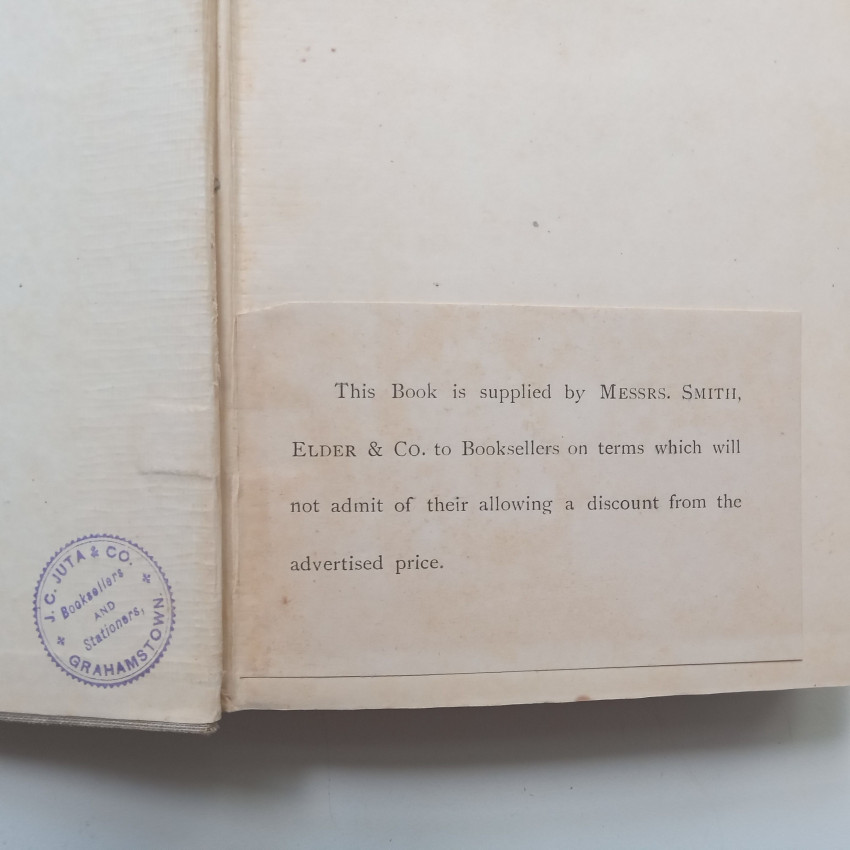 This Book is supplied by MESSRS. SMITH,
ELDER & CO. to Booksellers on terms which will
not admit of their allowing a discount from the
advertised price.
J. C. JUTA & CO.
Booksellers
AND
Stationers,
GRAHAMSTOWN.